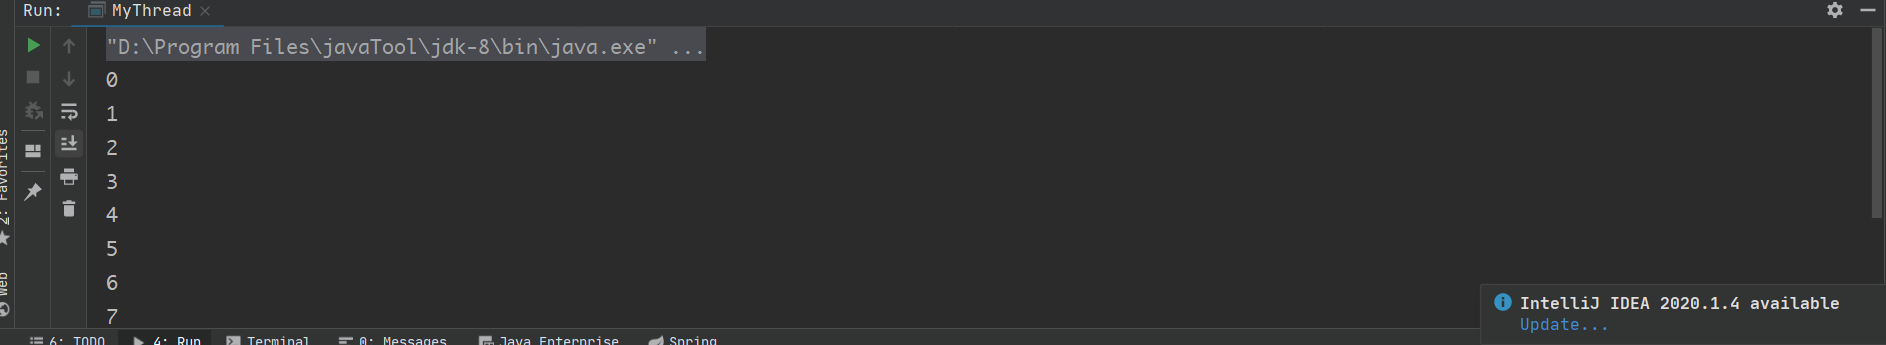 Run: MyThread
"D:\Program Files\javaTool\jdk-8\bin\java.exe" ...
0
1
2
3
4
5
6
7
2: Favorites
Web
IntelliJ IDEA 2020.1.4 available
Update...
6: TODO 4: Run Terminal 0: Messages Java Enterprise Spring